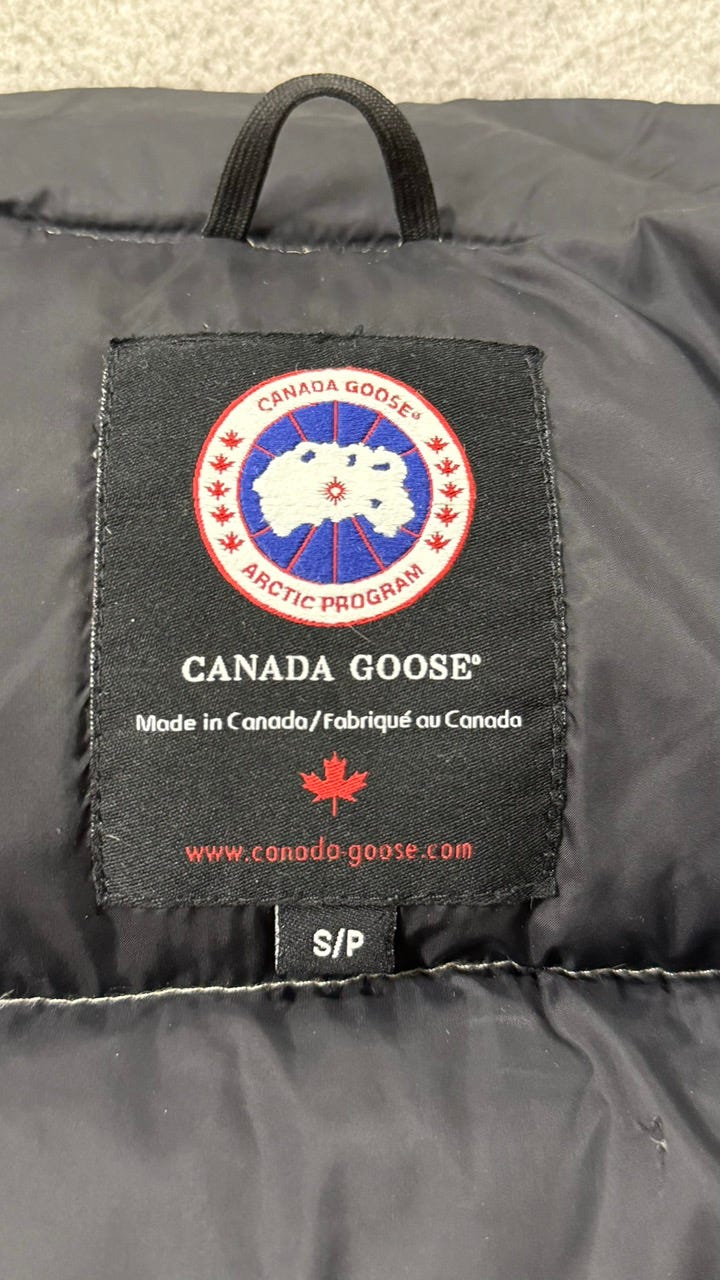 CANADA GOOSE®
ARCTIC PROGRAM
CANADA GOOSE®
Made in Canada/Fabriqué au Canada
www.canada-goose.com
S/P